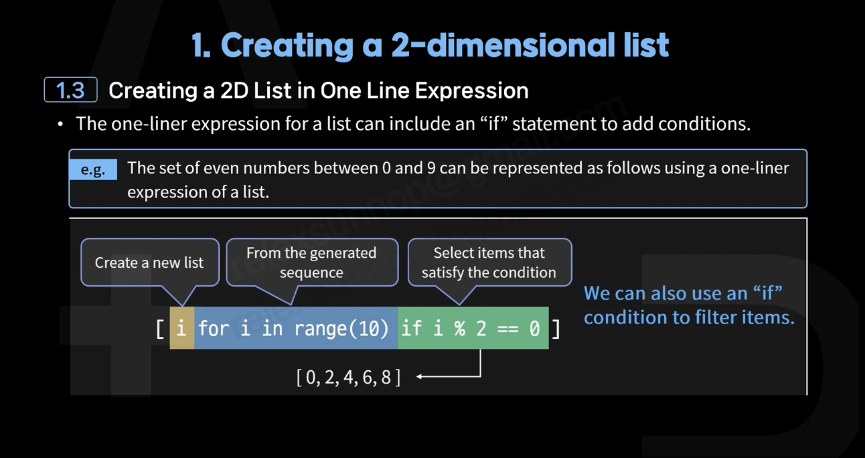 1. Creating a 2-dimensional list
1.3 Creating a 2D List in One Line Expression
• The one-liner expression for a list can include an “if” statement to add conditions.
e.g. The set of even numbers between 0 and 9 can be represented as follows using a one-liner
expression of a list.
Create a new list
From the generated
sequence
Select items that
satisfy the condition
We can also use an “if”
condition to filter items.
[ i for i in range(10) if i % 2 == 0 ]
[ 0, 2, 4, 6, 8 ]